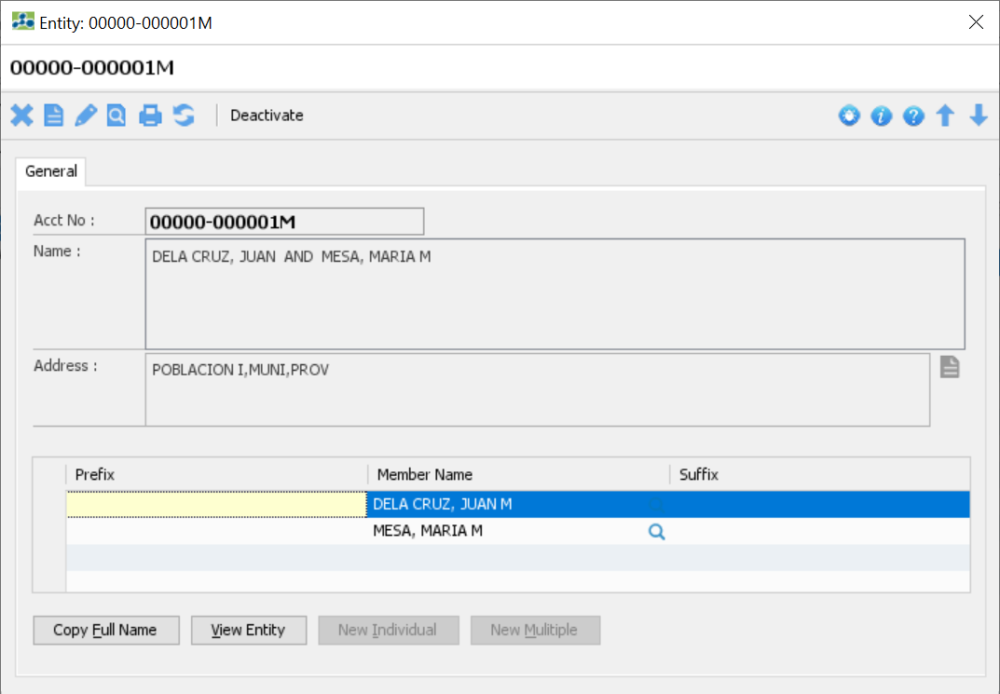 Entity: 00000-000001M
00000-000001M
Deactivate
General
Acct No :
00000-000001M
Name :
DELA CRUZ, JUAN  AND  MESA, MARIA M
Address :
POBLACION I,MUNI,PROV
Prefix Member Name Suffix
DELA CRUZ, JUAN M
MESA, MARIA M
Copy Full Name View Entity New Individual New Mulitiple